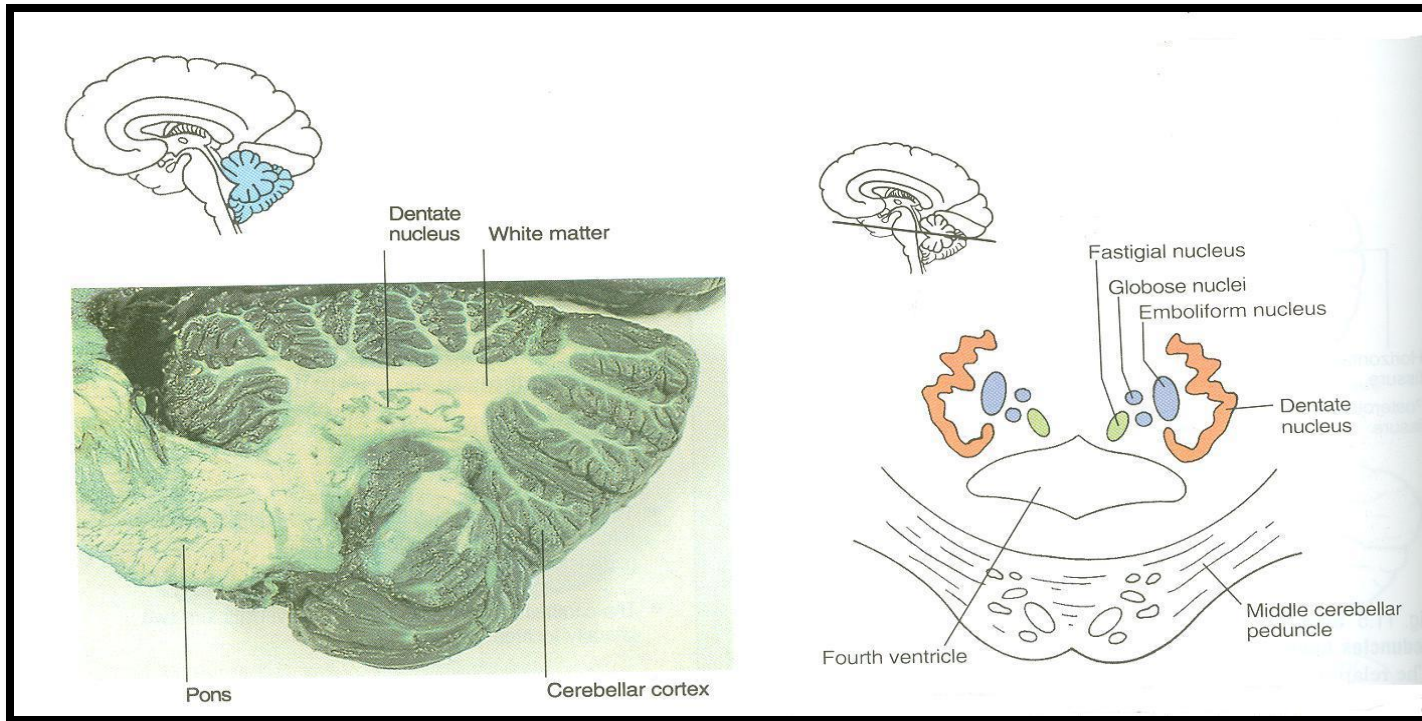 Dentate
nucleus
White matter
Pons
Cerebellar cortex
Fastigial nucleus
Globose nuclei
Emboliform nucleus
Dentate
nucleus
Middle cerebellar
peduncle
Fourth ventricle